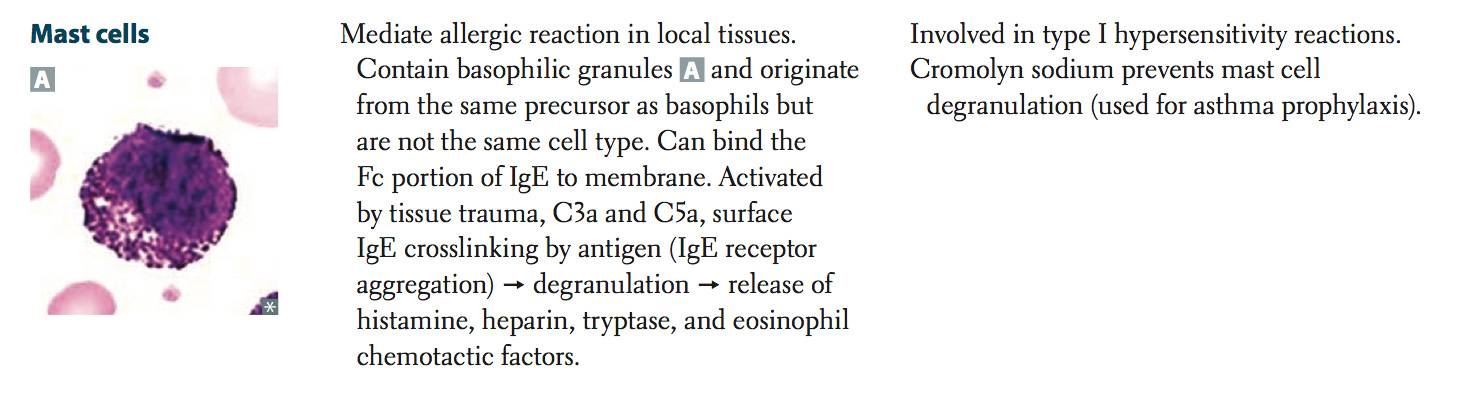 Mast cells
A
*
Mediate allergic reaction in local tissues.
Contain basophilic granules A and originate
from the same precursor as basophils but
are not the same cell type. Can bind the
Fc portion of IgE to membrane. Activated
by tissue trauma, C3a and C5a, surface
IgE crosslinking by antigen (IgE receptor
aggregation) → degranulation → release of
histamine, heparin, tryptase, and eosinophil
chemotactic factors.
Involved in type I hypersensitivity reactions.
Cromolyn sodium prevents mast cell
degranulation (used for asthma prophylaxis).